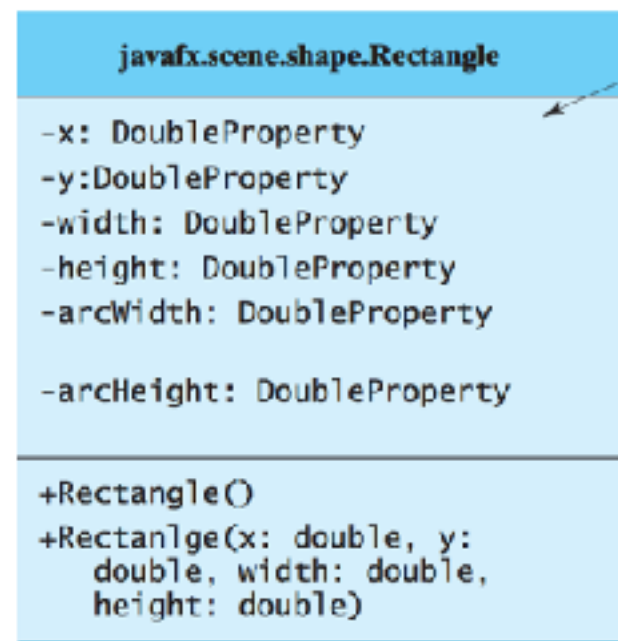 javafx.scene.shape.Rectangle
-x: DoubleProperty
-y:DoubleProperty
-width: DoubleProperty
-height: DoubleProperty
-arcWidth: DoubleProperty
-arcHeight: DoubleProperty
+Rectangle()
+Rectanlge(x: double, y:
double, width: double,
height: double)